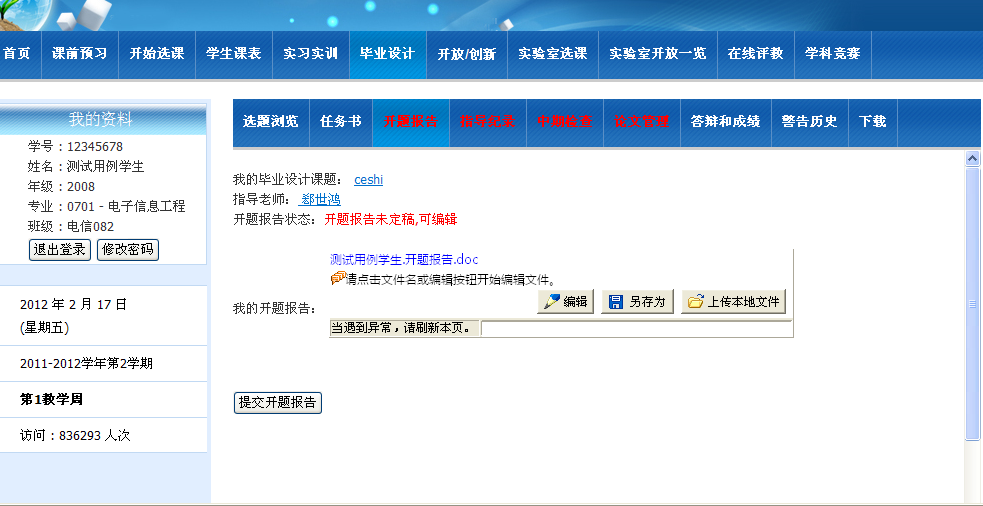 首页 课前预习 开始选课 学生课表 实习实训 毕业设计 开放/创新 实验室选课 实验室开放一览 在线评教 学科竞赛
我的资料
学号：12345678
姓名：测试用例学生
年级：2008
专业：0701 - 电子信息工程
班级：电信082
退出登录 修改密码
2012 年 2 月 17 日
(星期五)
2011-2012学年第2学期
第1教学周
访问：836293 人次
选题浏览 任务书 开题报告 指导纪录 中期检查 论文管理 答辩和成绩 警告历史 下载
我的毕业设计课题： ceshi
指导老师： 郄世鸿
开题报告状态：开题报告未定稿,可编辑
测试用例学生.开题报告.doc
请点击文件名或编辑按钮开始编辑文件。
我的开题报告：
编辑 另存为 上传本地文件
当遇到异常，请刷新本页。
提交开题报告